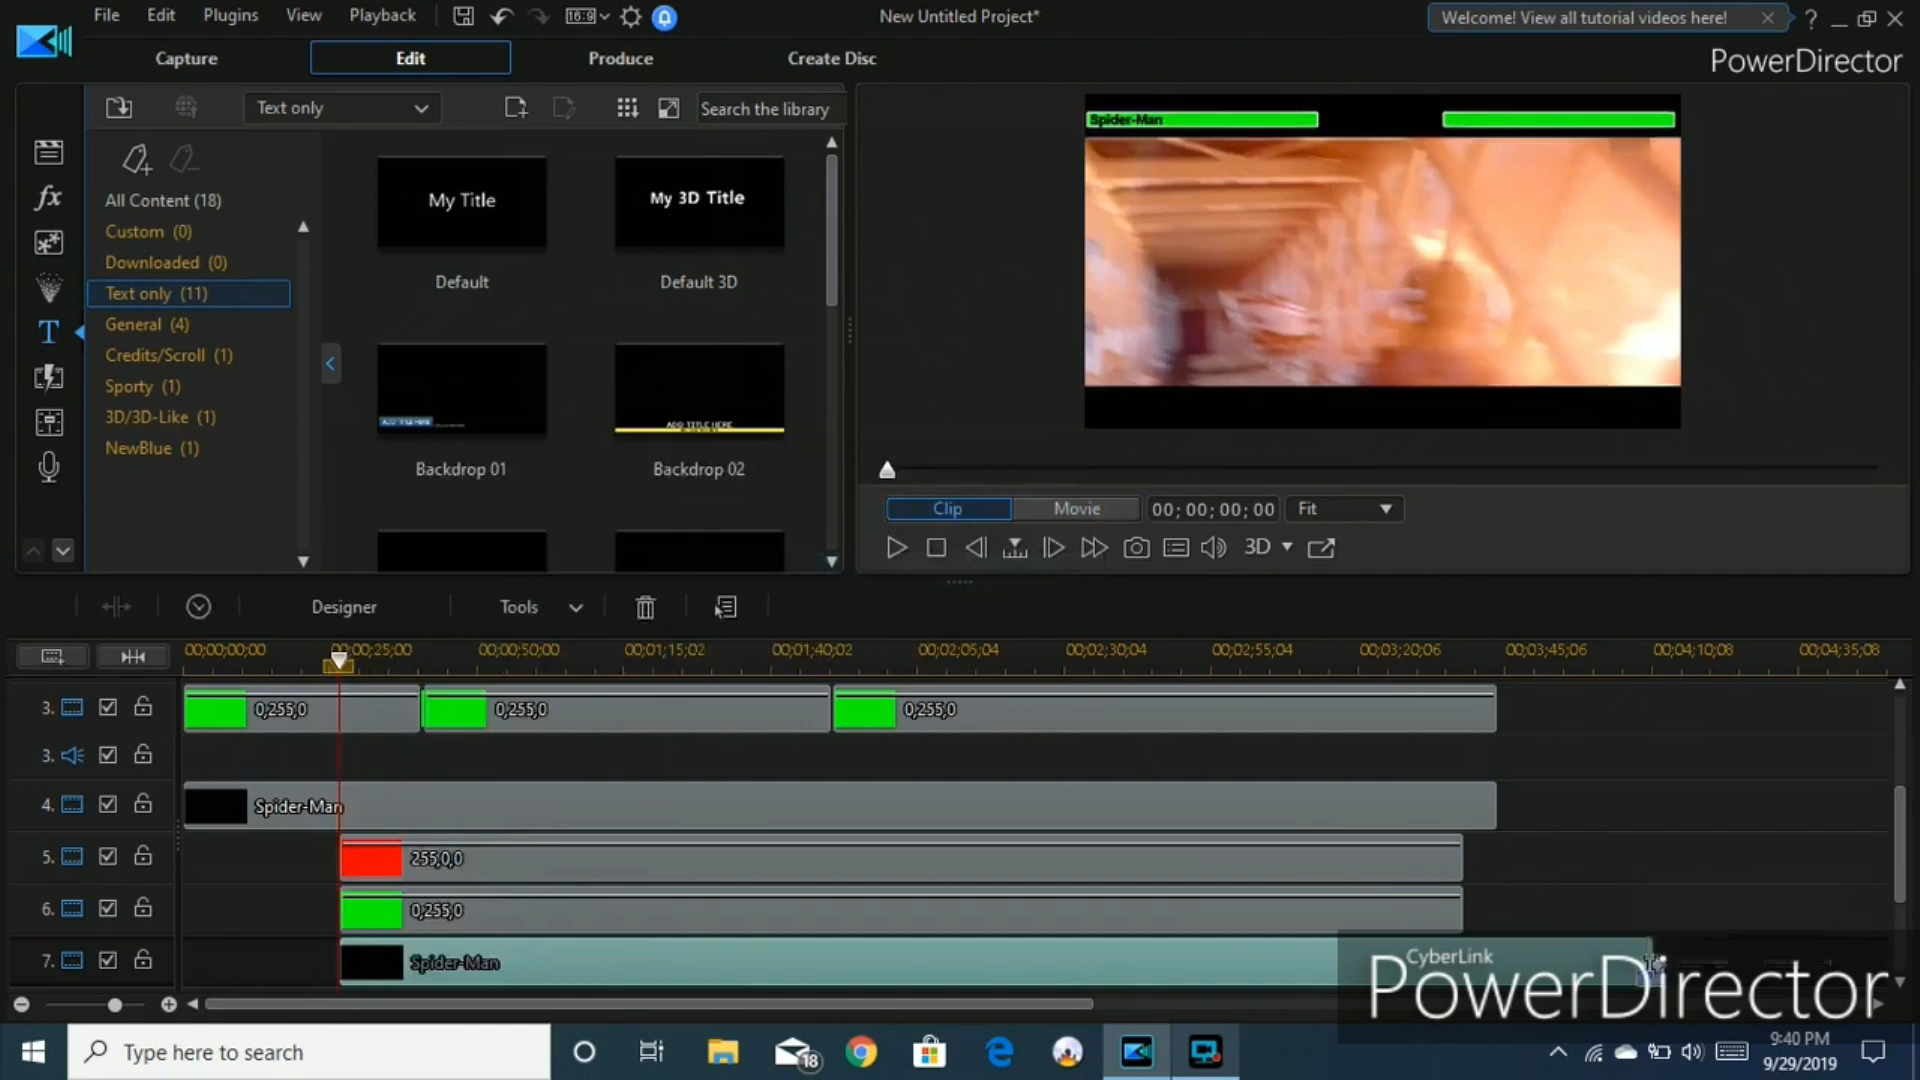 File Edit Plugins View Playback 16:9 New Untitled Project* Welcome! View all tutorial videos here! ?
Capture Edit Produce Create Disc PowerDirector
Text only Search the library
All Content (18)
Custom (0)
Downloaded (0)
Text only (11)
General (4)
Credits/Scroll (1)
Sporty (1)
3D/3D-Like (1)
NewBlue (1)
fx
T
My Title My 3D Title
Default Default 3D
ADD TITLE HERE
Backdrop 01 Backdrop 02
Spider-Man
Clip Movie 00;00;00;00 Fit
3D
Designer Tools
00;00;00;00 00;00;25;00 00;00;50;00 00;01;15;02 00;01;40;02 00;02;05;04 00;02;30;04 00;02;55;04 00;03;20;06 00;03;45;06 00;04;10;08 00;04;35;08
3. 0,255,0 0,255,0 0,255,0
3.
4. Spider-Man
5. 255,0,0
6. 0,255,0
7. Spider-Man
CyberLink
PowerDirector
Type here to search 18 9:40 PM
9/29/2019